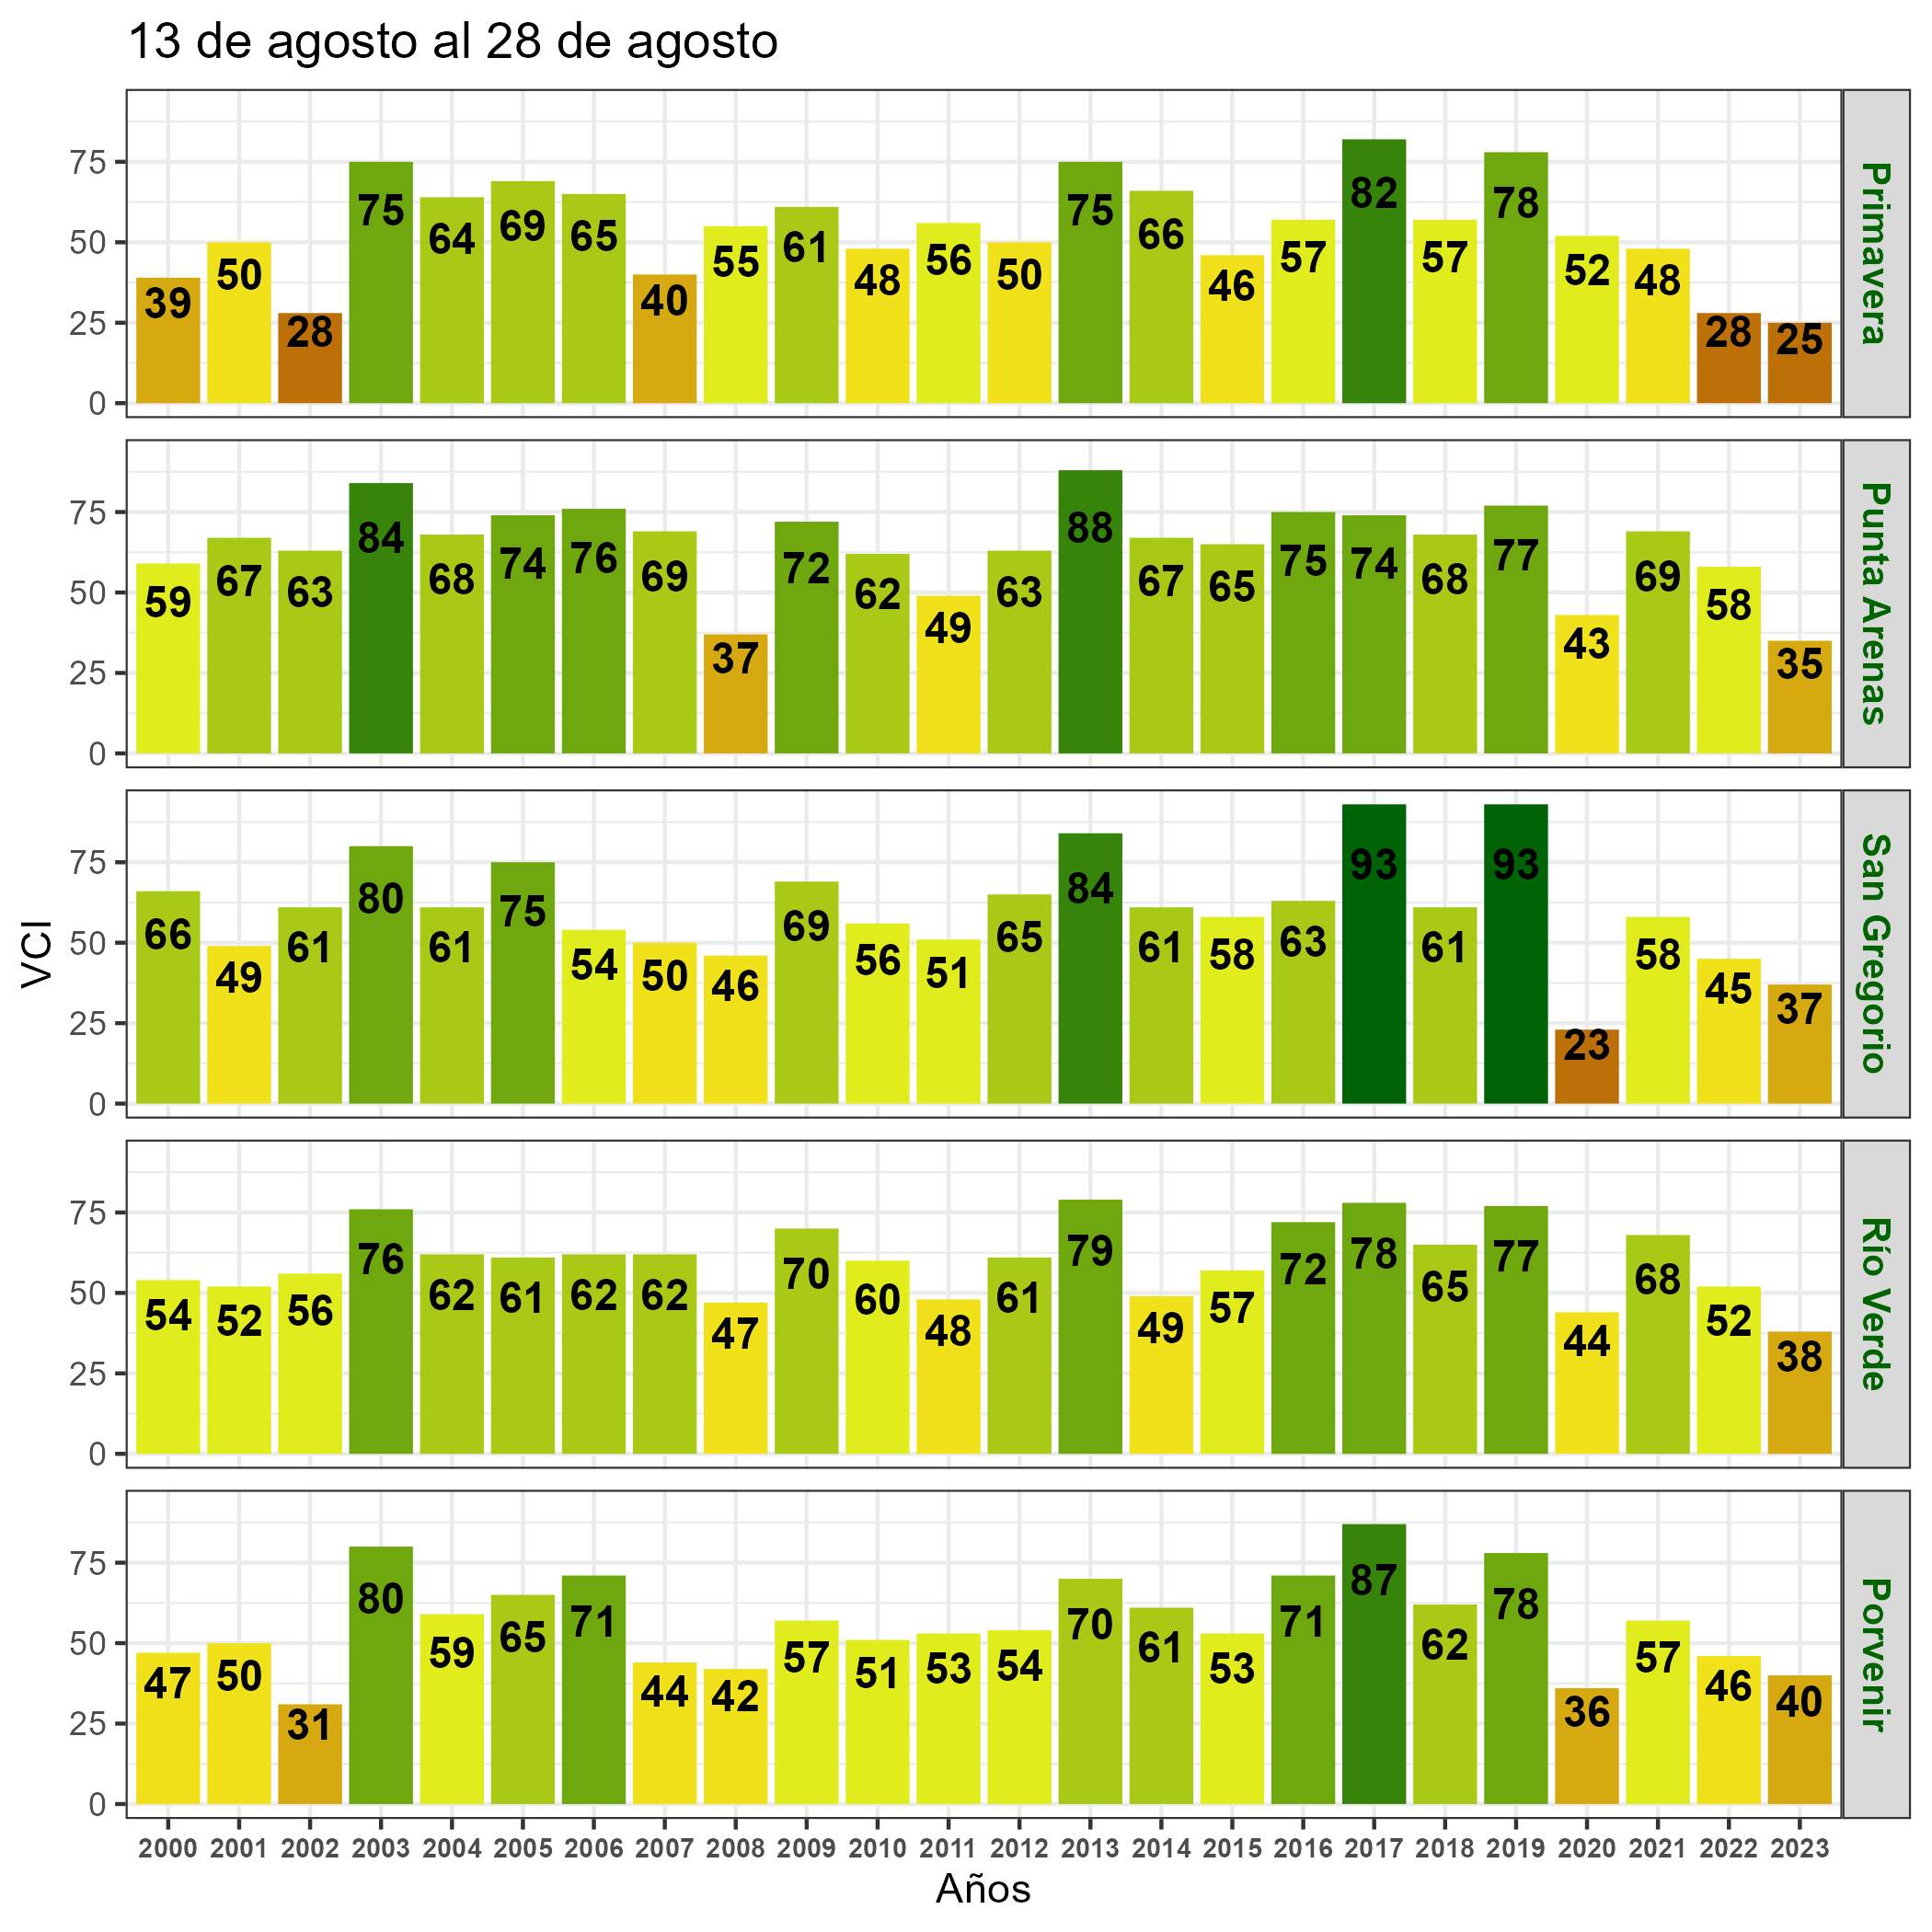 13 de agosto al 28 de agosto
VCI
75
50
25
0
39 50 28 75 64 69 65 40 55 61 48 56 50 75 66 46 57 82 57 78 52 48 28 25
Primavera
75
50
25
0
59 67 63 84 68 74 76 69 37 72 62 49 63 88 67 65 75 74 68 77 43 69 58 35
Punta Arenas
75
50
25
0
66 49 61 80 61 75 54 50 46 69 56 51 65 84 61 58 63 93 61 93 23 58 45 37
San Gregorio
75
50
25
0
54 52 56 76 62 61 62 62 47 70 60 48 61 79 49 57 72 78 65 77 44 68 52 38
Río Verde
75
50
25
0
47 50 31 80 59 65 71 44 42 57 51 53 54 70 61 53 71 87 62 78 36 57 46 40
Porvenir
2000 2001 2002 2003 2004 2005 2006 2007 2008 2009 2010 2011 2012 2013 2014 2015 2016 2017 2018 2019 2020 2021 2022 2023
Años